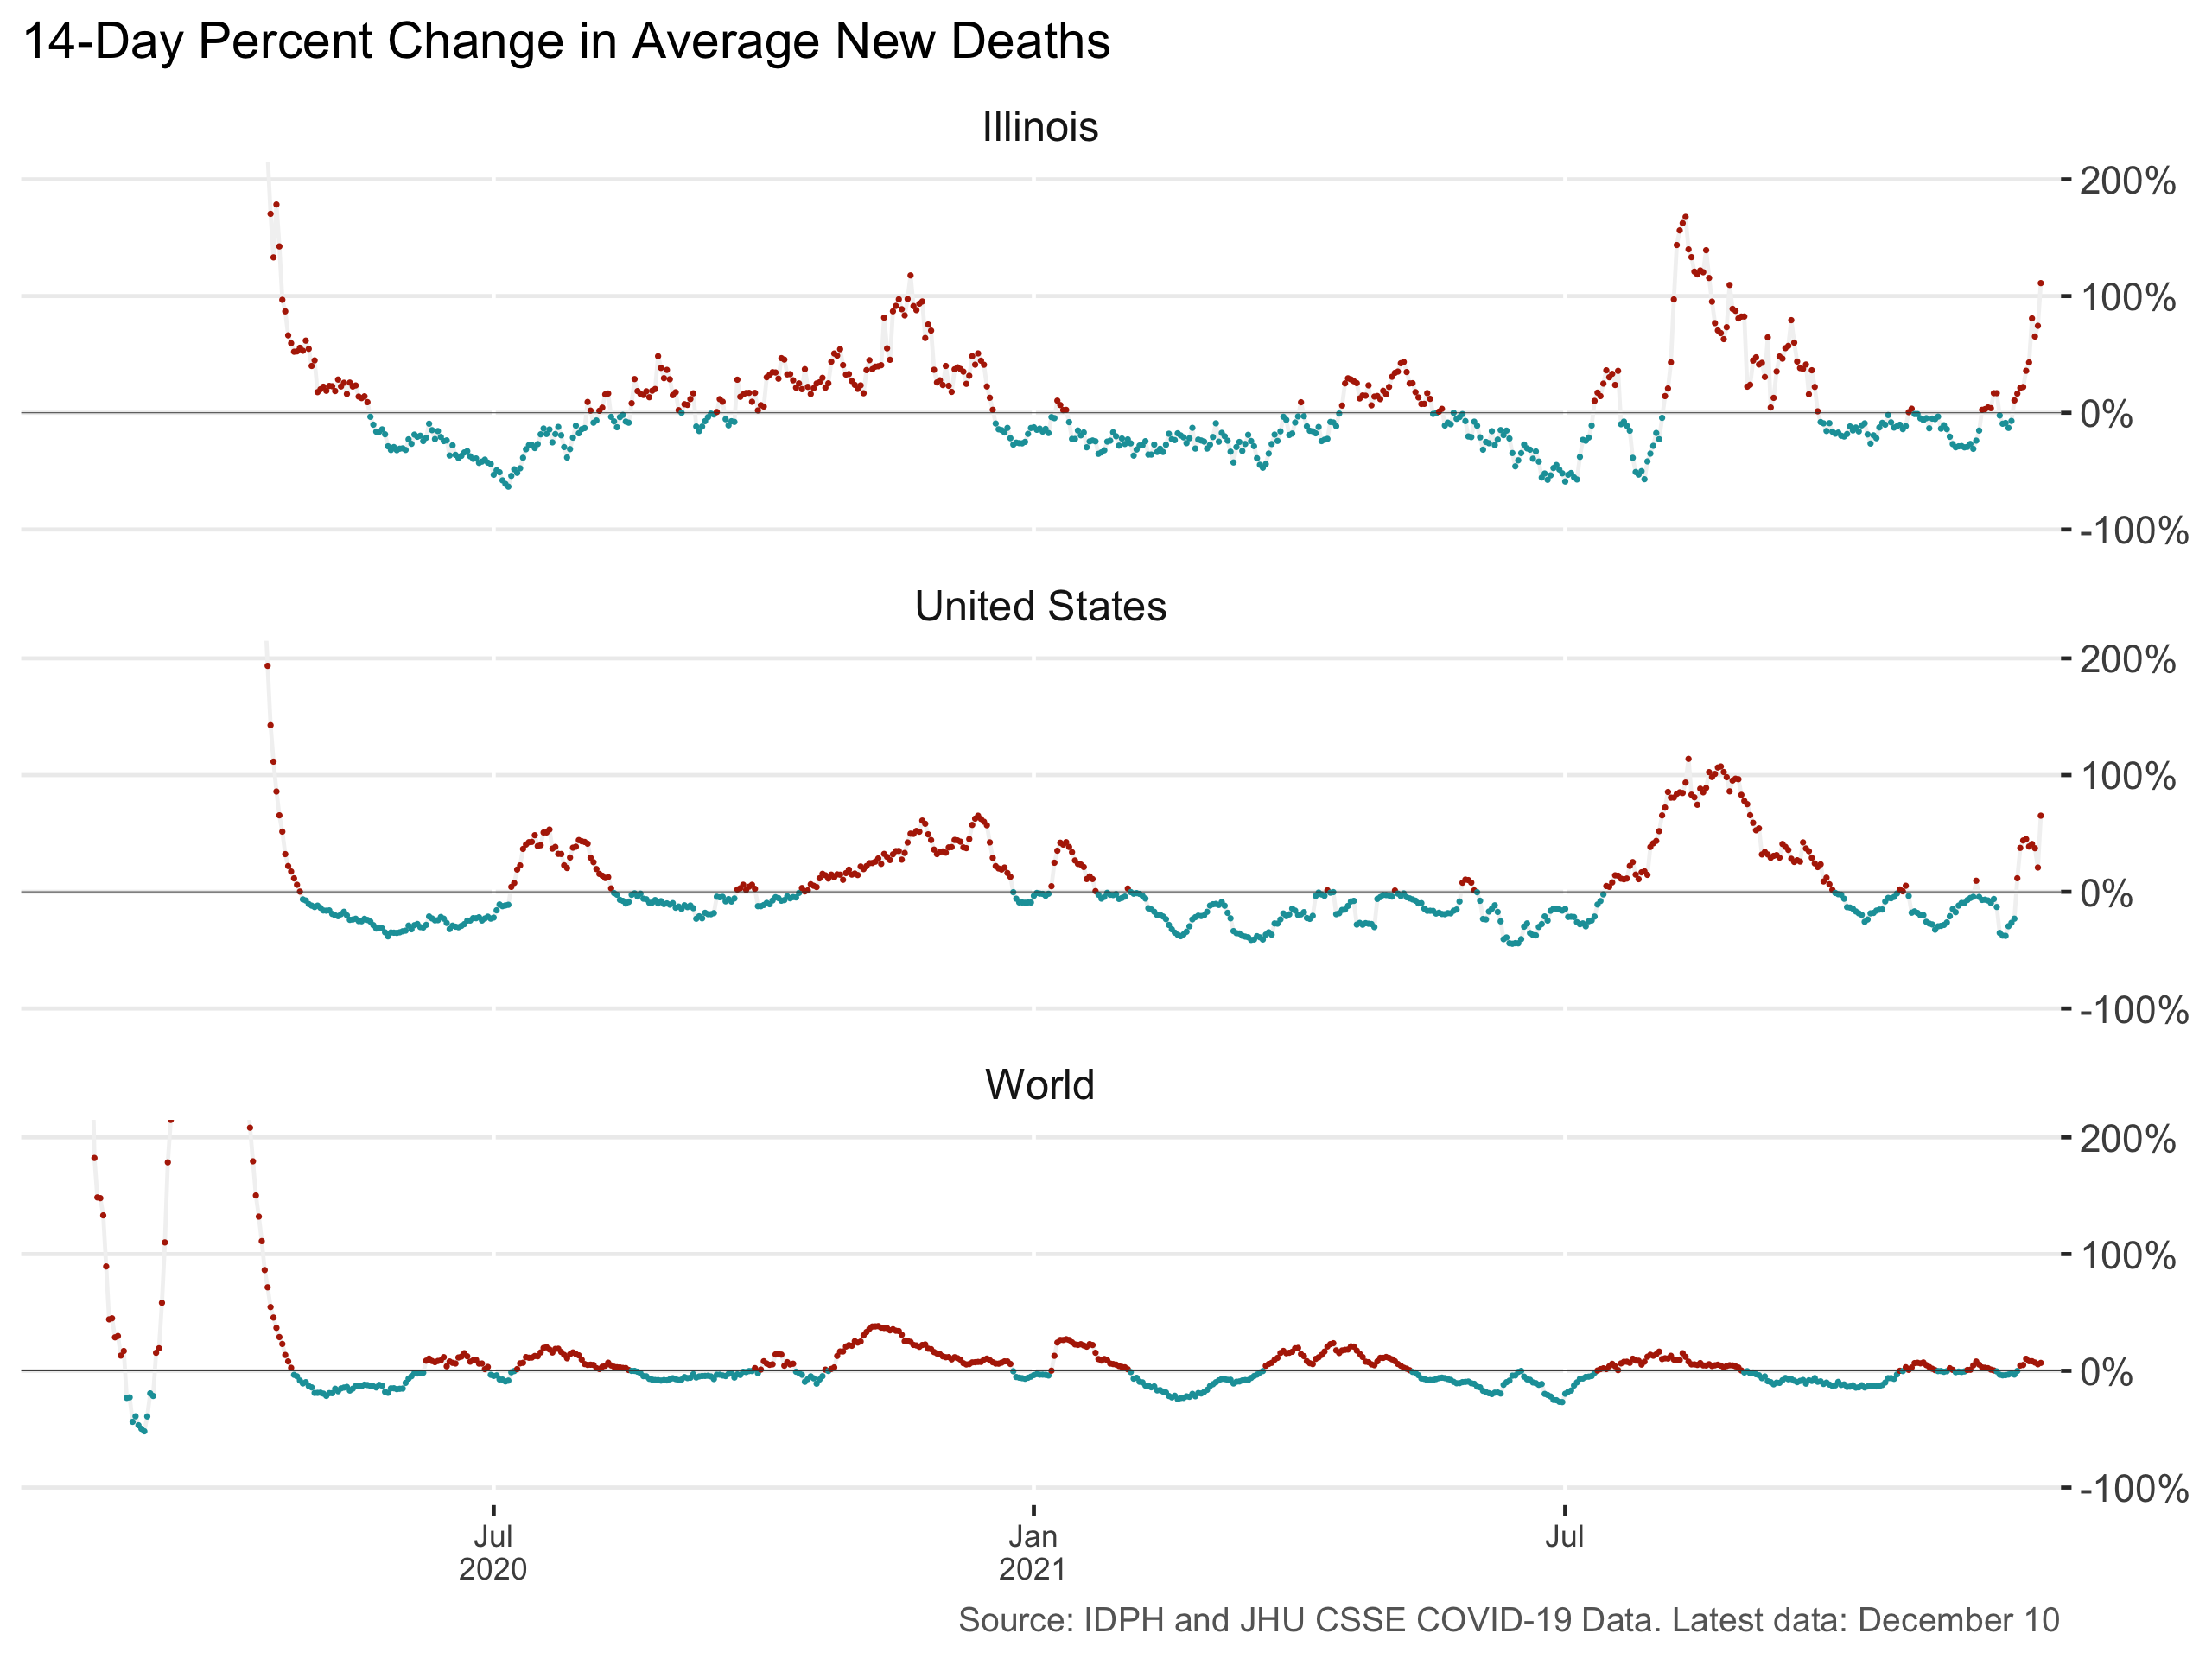 14-Day Percent Change in Average New Deaths
Illinois
200%
100%
0%
-100%
United States
200%
100%
0%
-100%
World
200%
100%
0%
-100%
Jul
2020
Jan
2021
Jul
Source: IDPH and JHU CSSE COVID-19 Data. Latest data: December 10